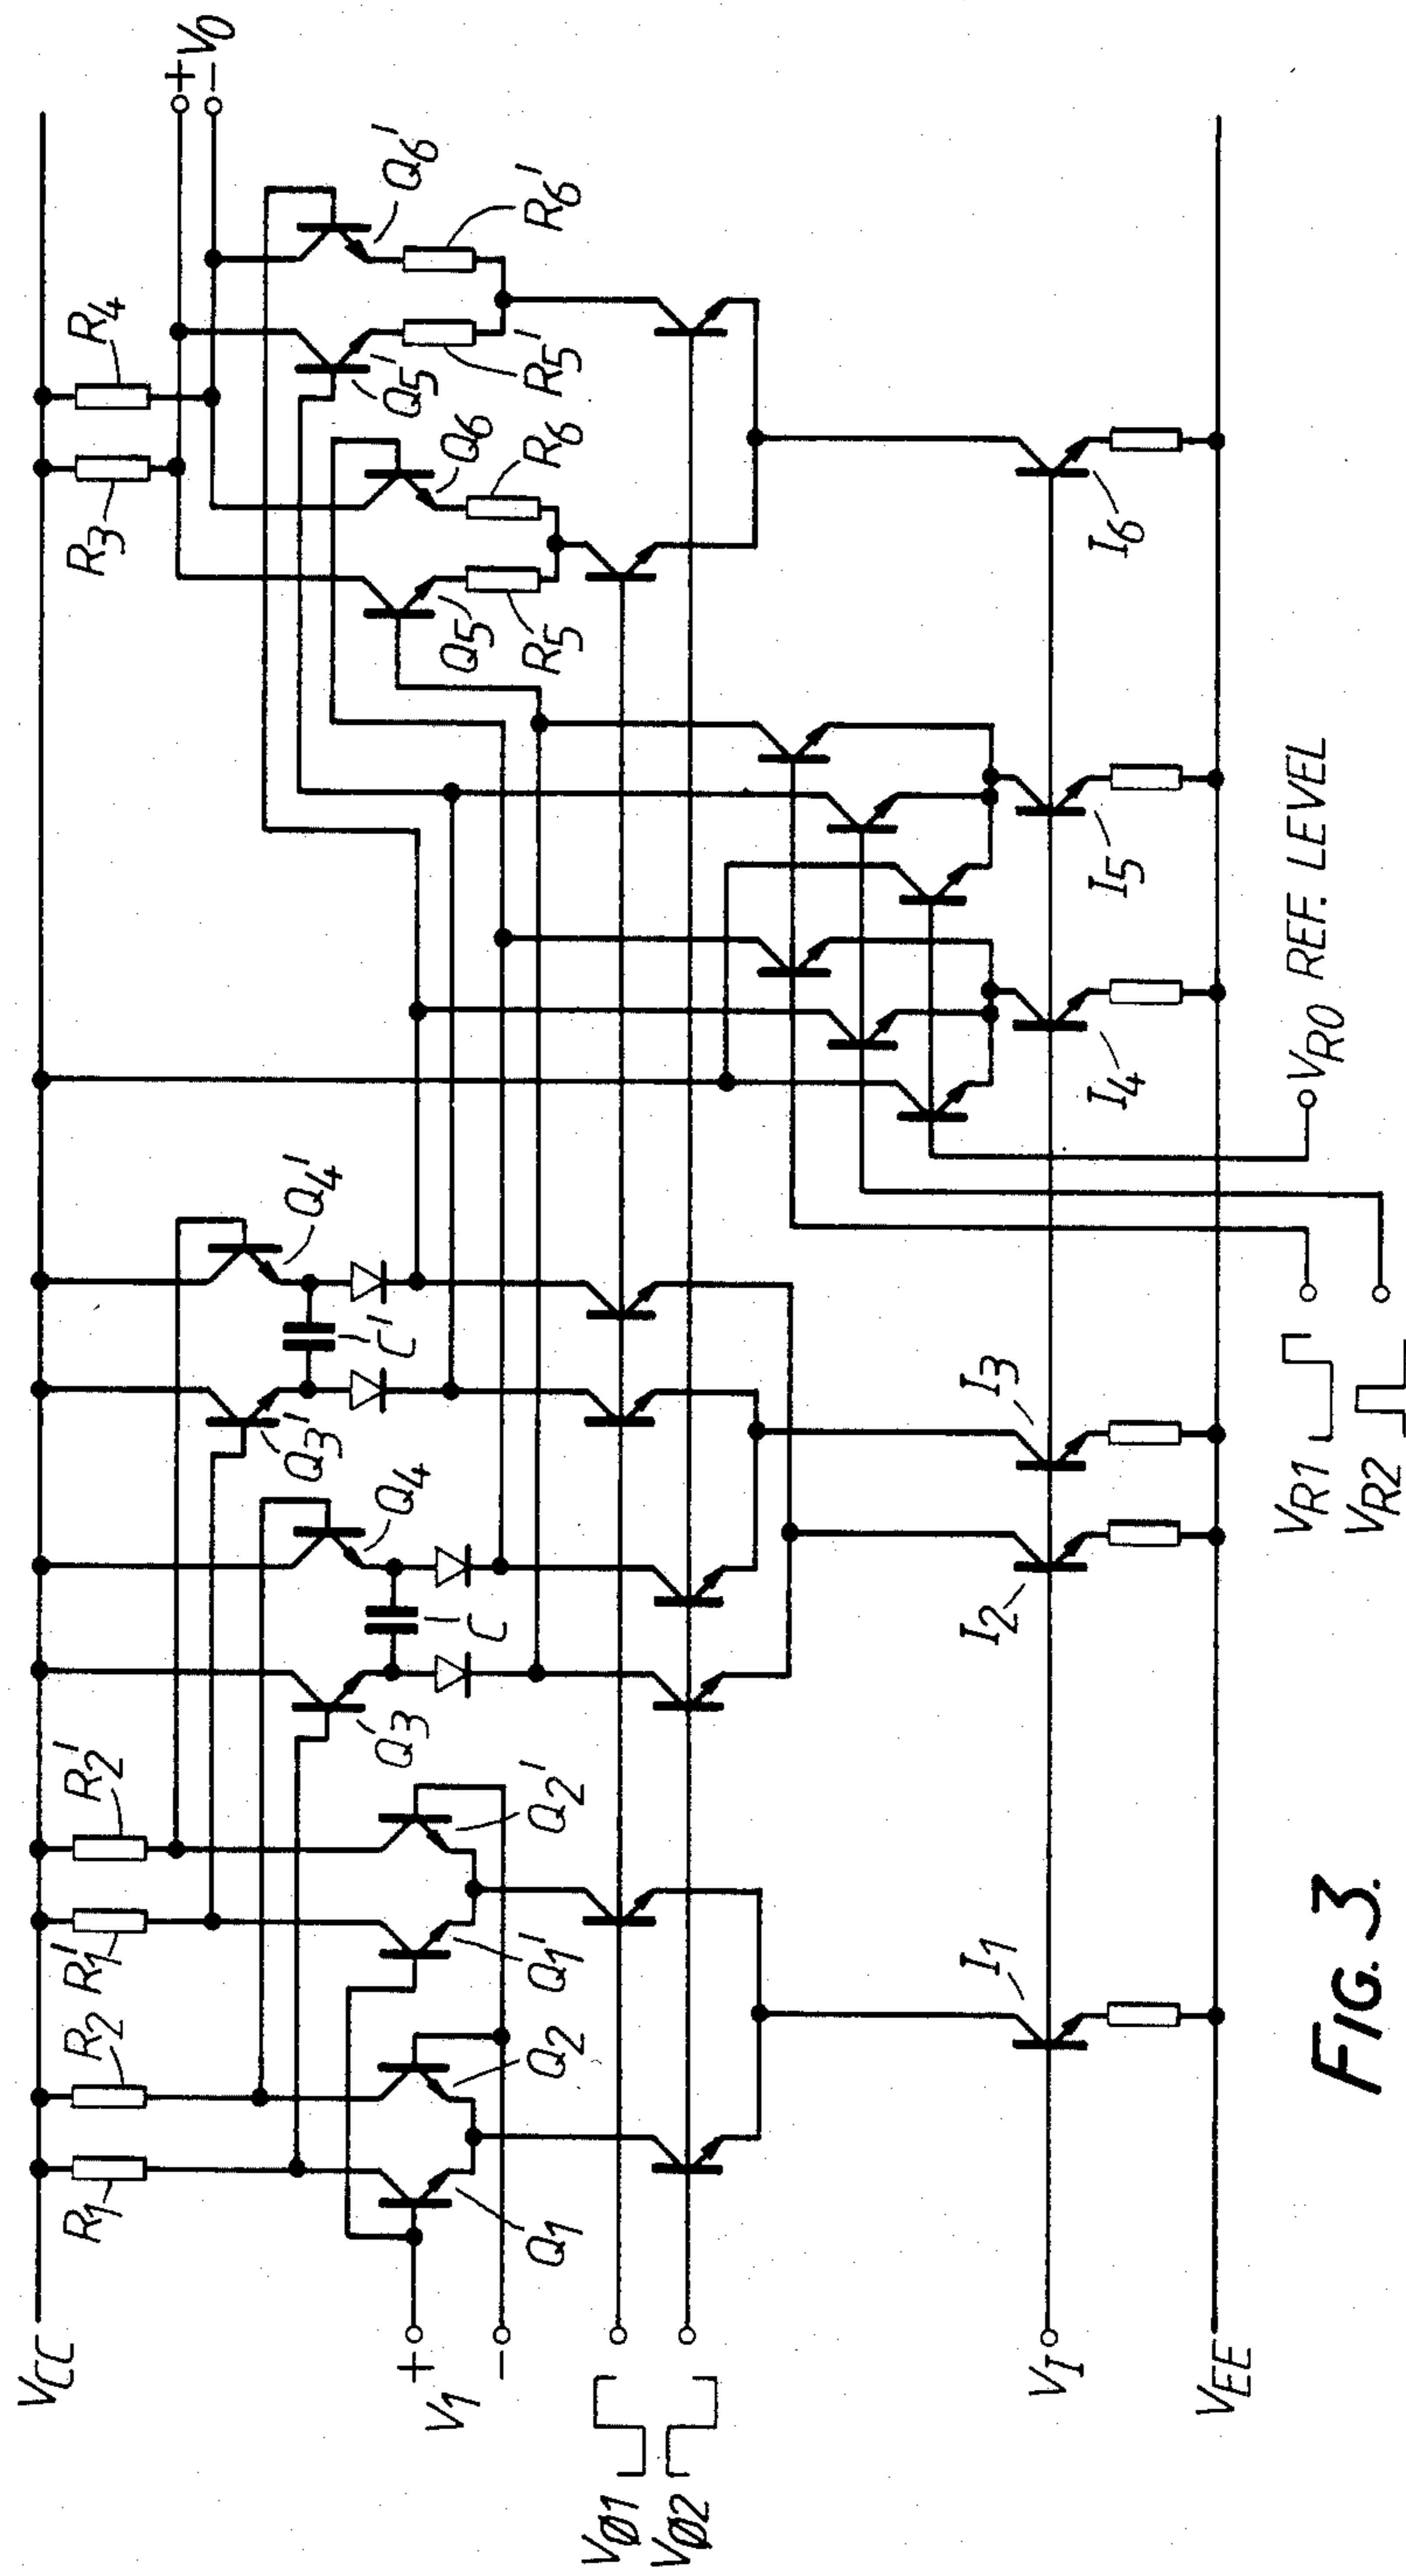 VCC
R1
R2
R1'
R2'
R3
R4
+
-
VO
Q3'
Q4'
C'
Q3
Q4
C
Q5'
Q6'
R5'
R6'
Q5
Q6
R5
R6
+
V1
-
Q1
Q2
Q1'
Q2'
VØ1
VØ2
VI
I1
I2
I3
I4
I5
I6
VEE
VR1
VR2
VR0 REF. LEVEL
FIG. 3.